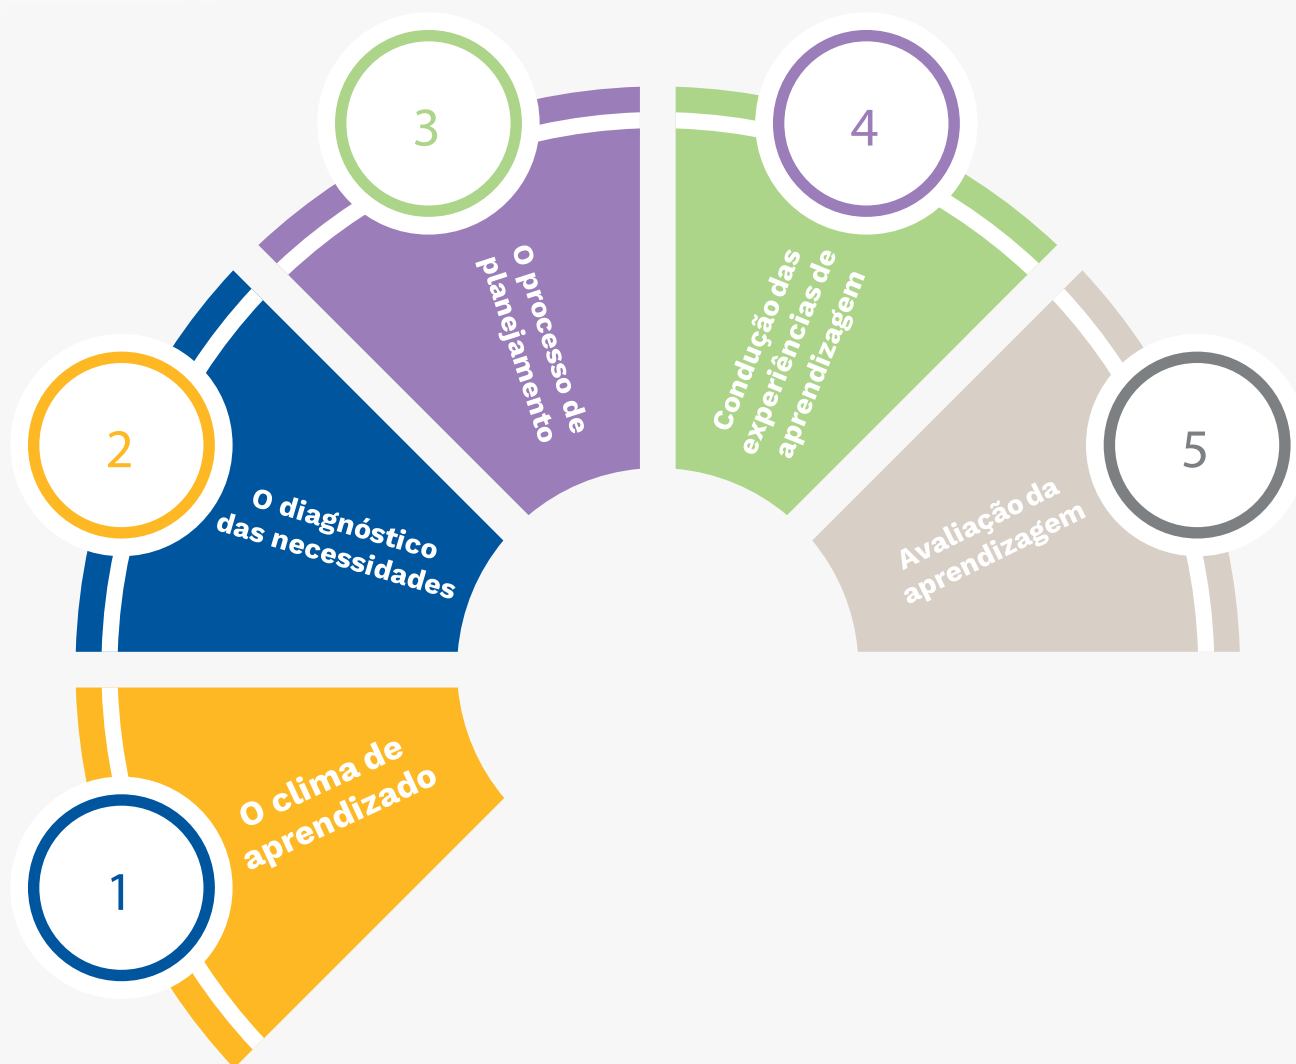 1
O clima de
aprendizado
2
O diagnóstico
das necessidades
3
O processo de
planejamento
4
Condução das
experiências de
aprendizagem
5
Avaliação da
aprendizagem